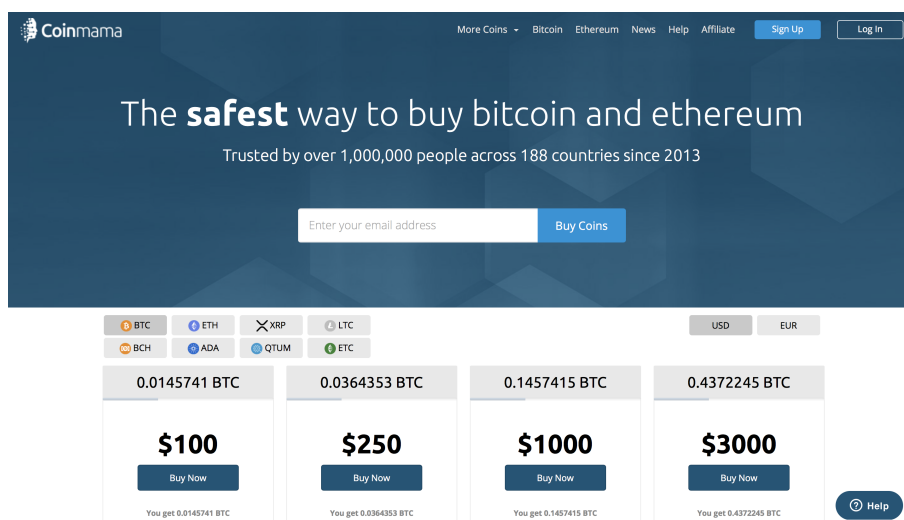 Coinmama
More Coins Bitcoin Ethereum News Help Affiliate Sign Up Log In
The safest way to buy bitcoin and ethereum
Trusted by over 1,000,000 people across 188 countries since 2013
Enter your email address Buy Coins
BTC ETH XRP LTC USD EUR
BCH ADA QTUM ETC
0.0145741 BTC 0.0364353 BTC 0.1457415 BTC 0.4372245 BTC
$100 $250 $1000 $3000
Buy Now Buy Now Buy Now Buy Now
You get 0.0145741 BTC You get 0.0364353 BTC You get 0.1457415 BTC You get 0.4372245 BTC
Help